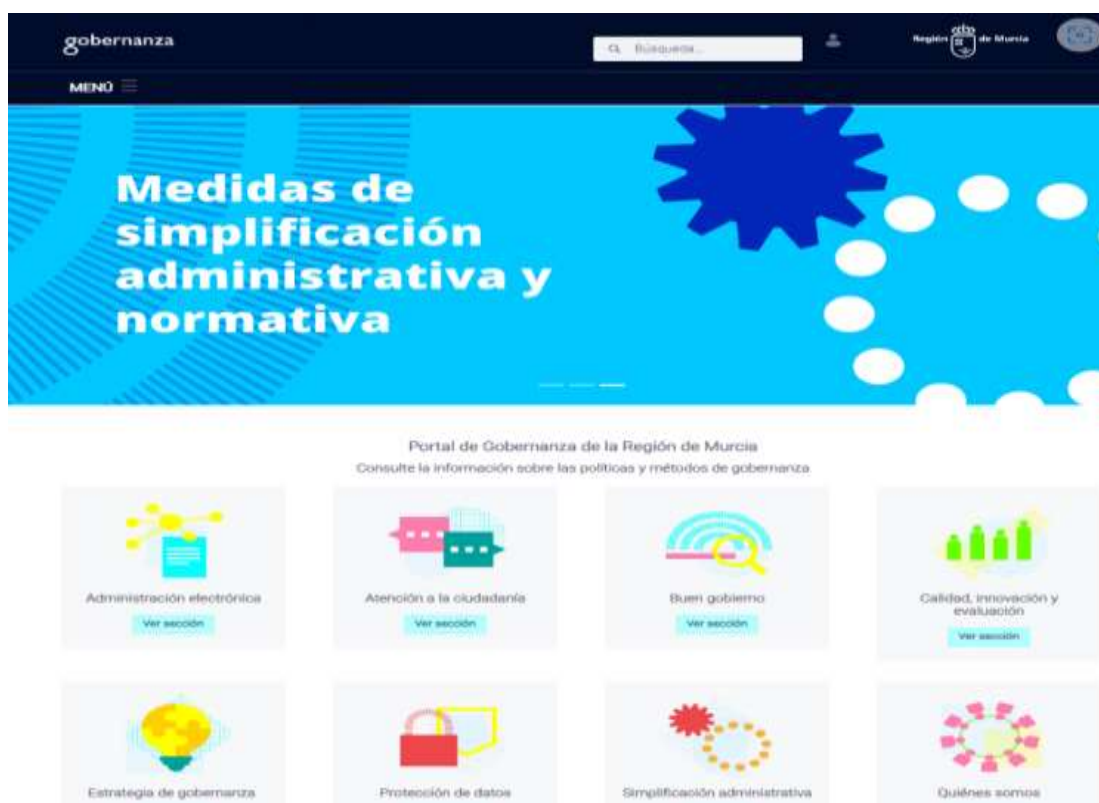 gobernanza
Búsqueda...
Región de Murcia
MENÚ
Medidas de
simplificación
administrativa y
normativa
Portal de Gobernanza de la Región de Murcia
Consulte la información sobre las políticas y métodos de gobernanza
Administración electrónica
Ver sección
Atención a la ciudadanía
Ver sección
Buen gobierno
Ver sección
Calidad, innovación y
evaluación
Ver sección
Estrategia de gobernanza
Protección de datos
Simplificación administrativa
Quiénes somos